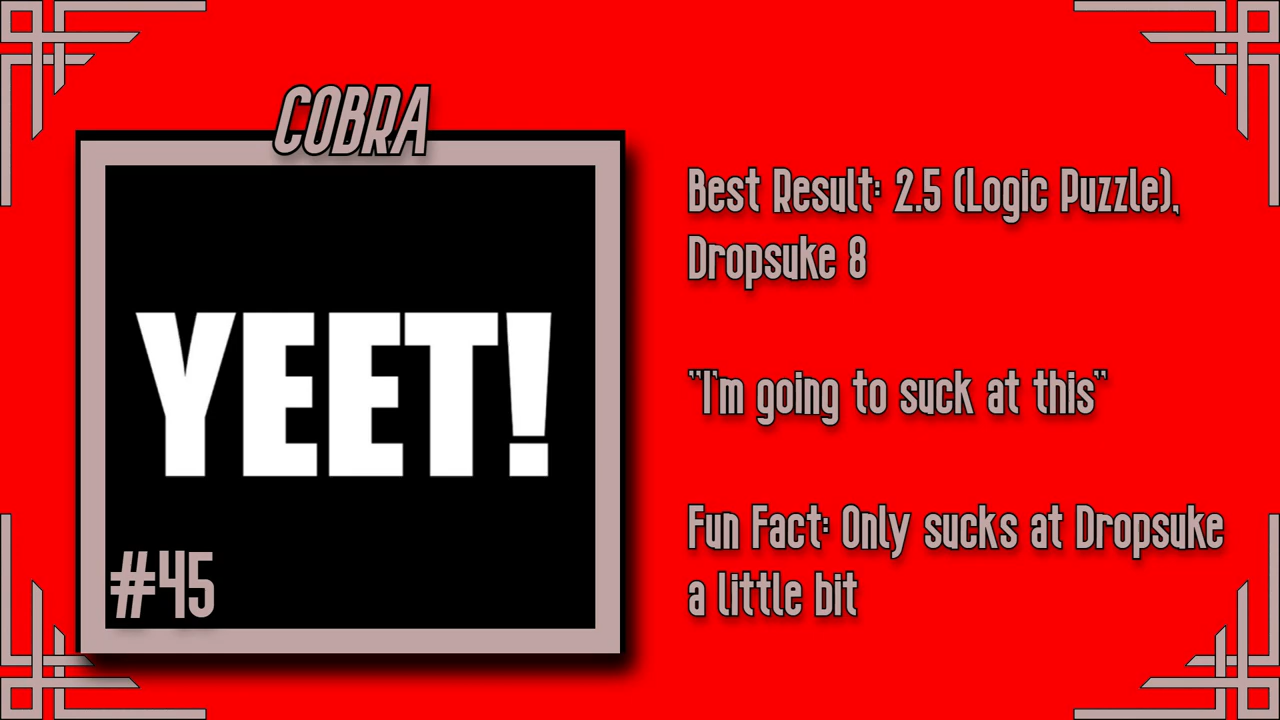 COBRA
YEET!
#45
Best Result: 2.5 (Logic Puzzle),
Dropsuke 8
"I'm going to suck at this"
Fun Fact: Only sucks at Dropsuke
a little bit